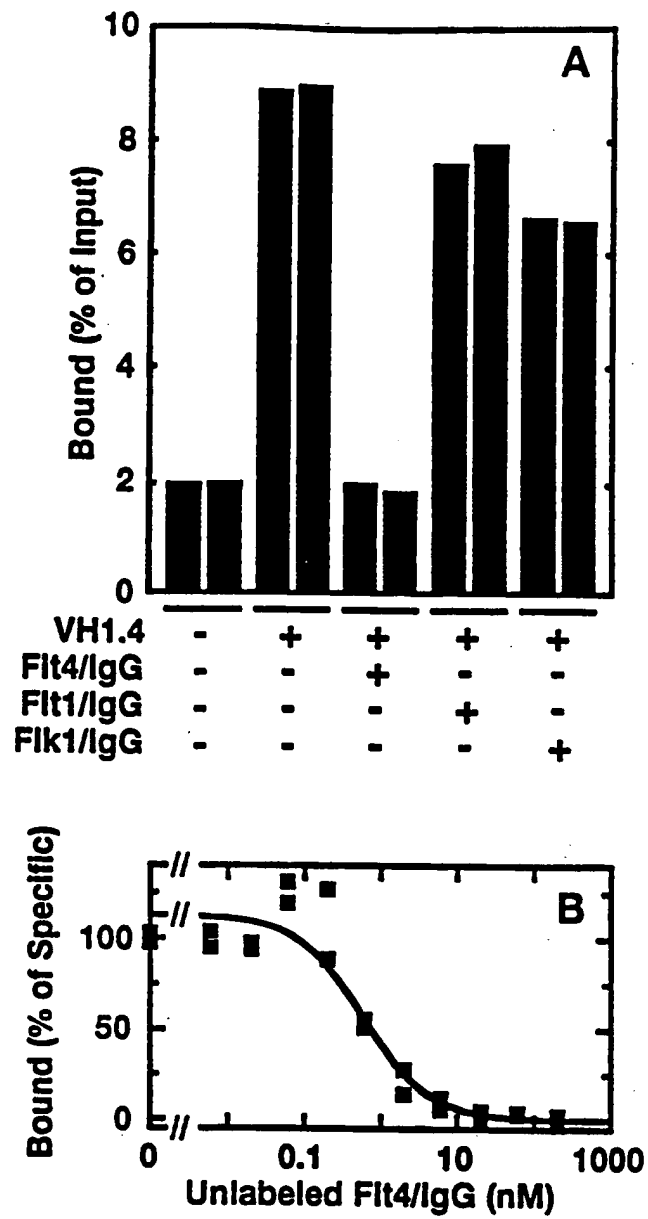 10
A
8
6
4
2
0
Bound (% of Input)
VH1.4 - + + + +
Flt4/IgG - - + - -
Flt1/IgG - - - + -
Flk1/IgG - - - - +
B
100
50
0
Bound (% of Specific)
0 0.1 10 1000
Unlabeled Flt4/IgG (nM)